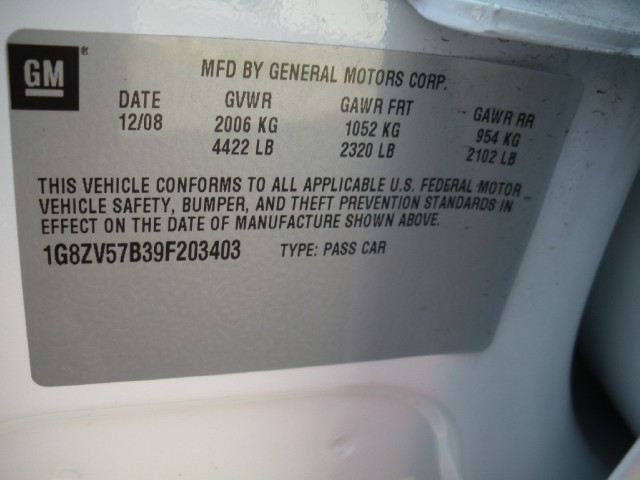 GM ®
MFD BY GENERAL MOTORS CORP.
DATE GVWR GAWR FRT GAWR RR
12/08 2006 KG 1052 KG 954 KG
4422 LB 2320 LB 2102 LB
THIS VEHICLE CONFORMS TO ALL APPLICABLE U.S. FEDERAL MOTOR
VEHICLE SAFETY, BUMPER, AND THEFT PREVENTION STANDARDS IN
EFFECT ON THE DATE OF MANUFACTURE SHOWN ABOVE.
1G8ZV57B39F203403 TYPE: PASS CAR